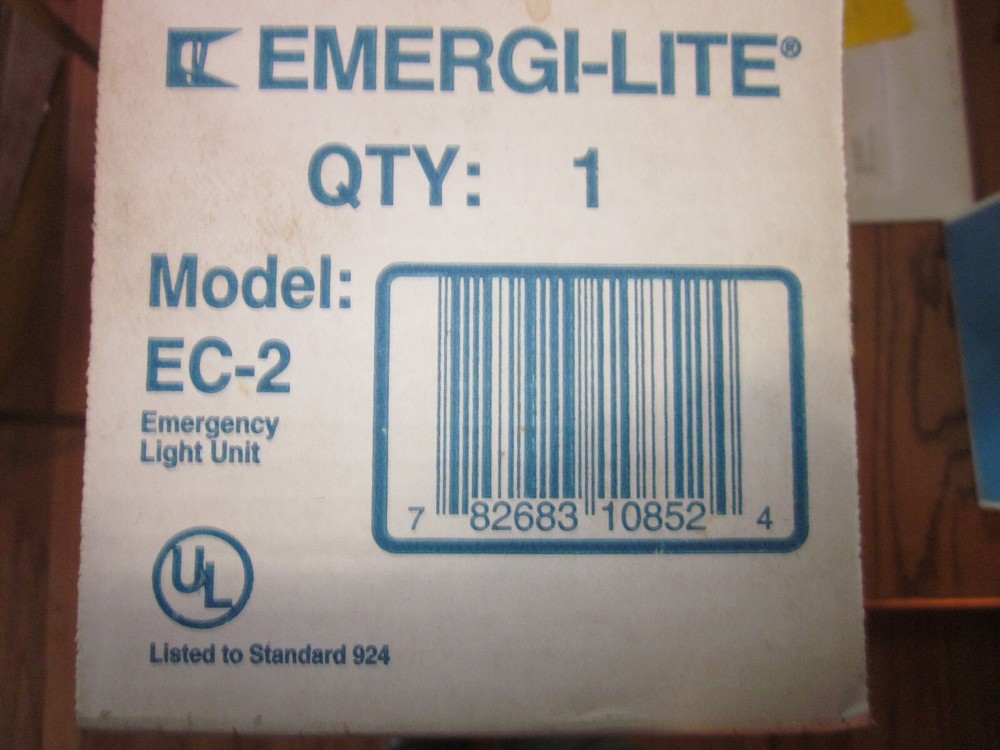 EMERGI-LITE®
QTY: 1
Model:
EC-2
Emergency
Light Unit
7 82683 10852 4
UL
Listed to Standard 924